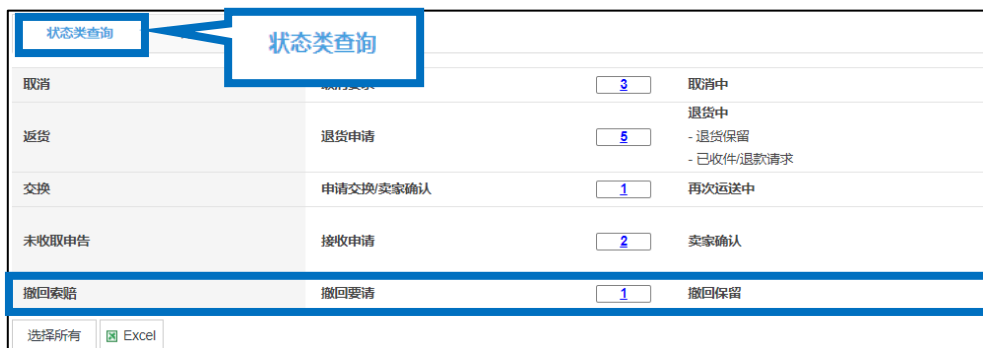 状态类查询
状态类查询
取消 3 取消中
返货 退货申请 5 退货中
- 退货保留
- 已收件/退款请求
交换 申请交换/卖家确认 1 再次运送中
未收取申告 接收申请 2 卖家确认
撤回索赔 撤回要请 1 撤回保留
选择所有 Excel